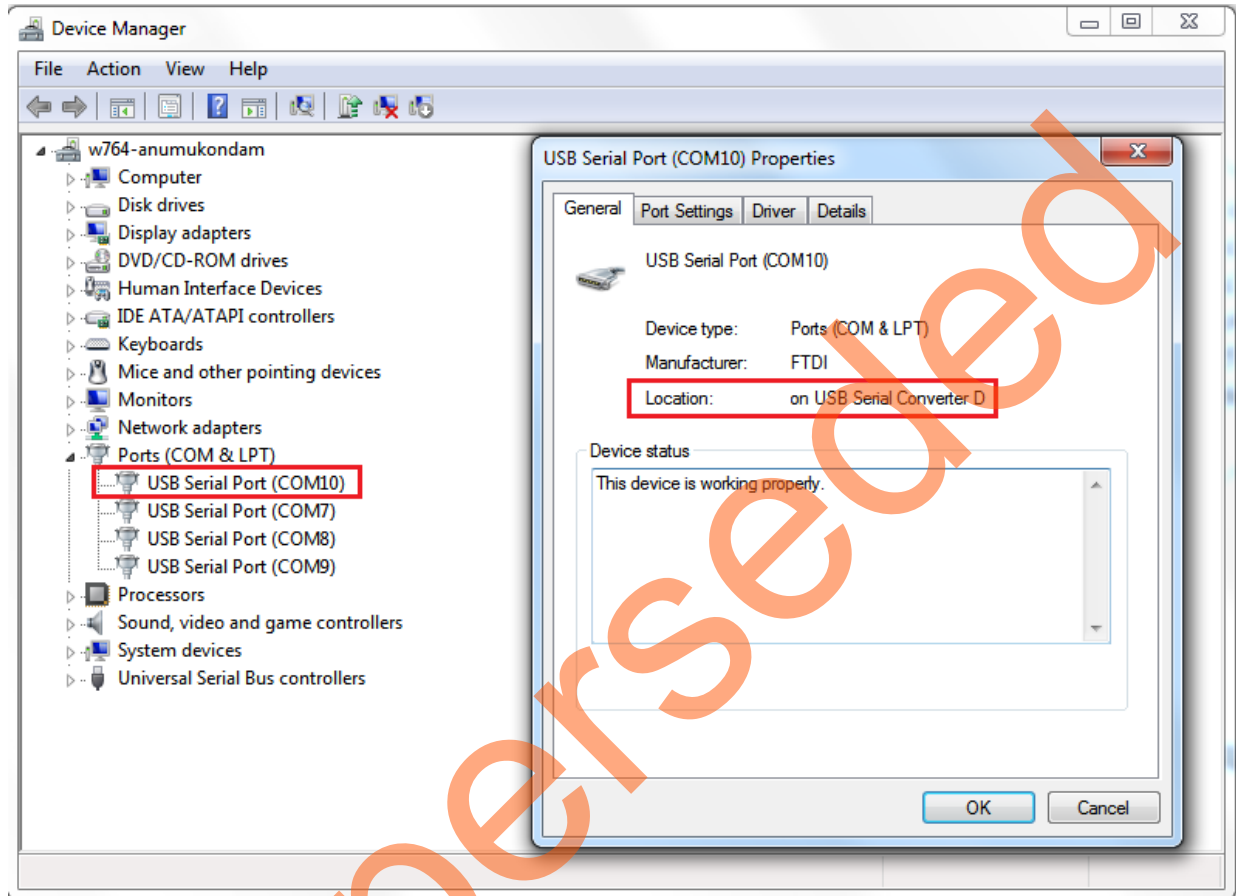 Device Manager
File Action View Help
w764-anumukondam
Computer
Disk drives
Display adapters
DVD/CD-ROM drives
Human Interface Devices
IDE ATA/ATAPI controllers
Keyboards
Mice and other pointing devices
Monitors
Network adapters
Ports (COM & LPT)
USB Serial Port (COM10)
USB Serial Port (COM7)
USB Serial Port (COM8)
USB Serial Port (COM9)
Processors
Sound, video and game controllers
System devices
Universal Serial Bus controllers
USB Serial Port (COM10) Properties
General Port Settings Driver Details
USB Serial Port (COM10)
Device type: Ports (COM & LPT)
Manufacturer: FTDI
Location: on USB Serial Converter D
Device status
This device is working properly.
OK Cancel
perseded